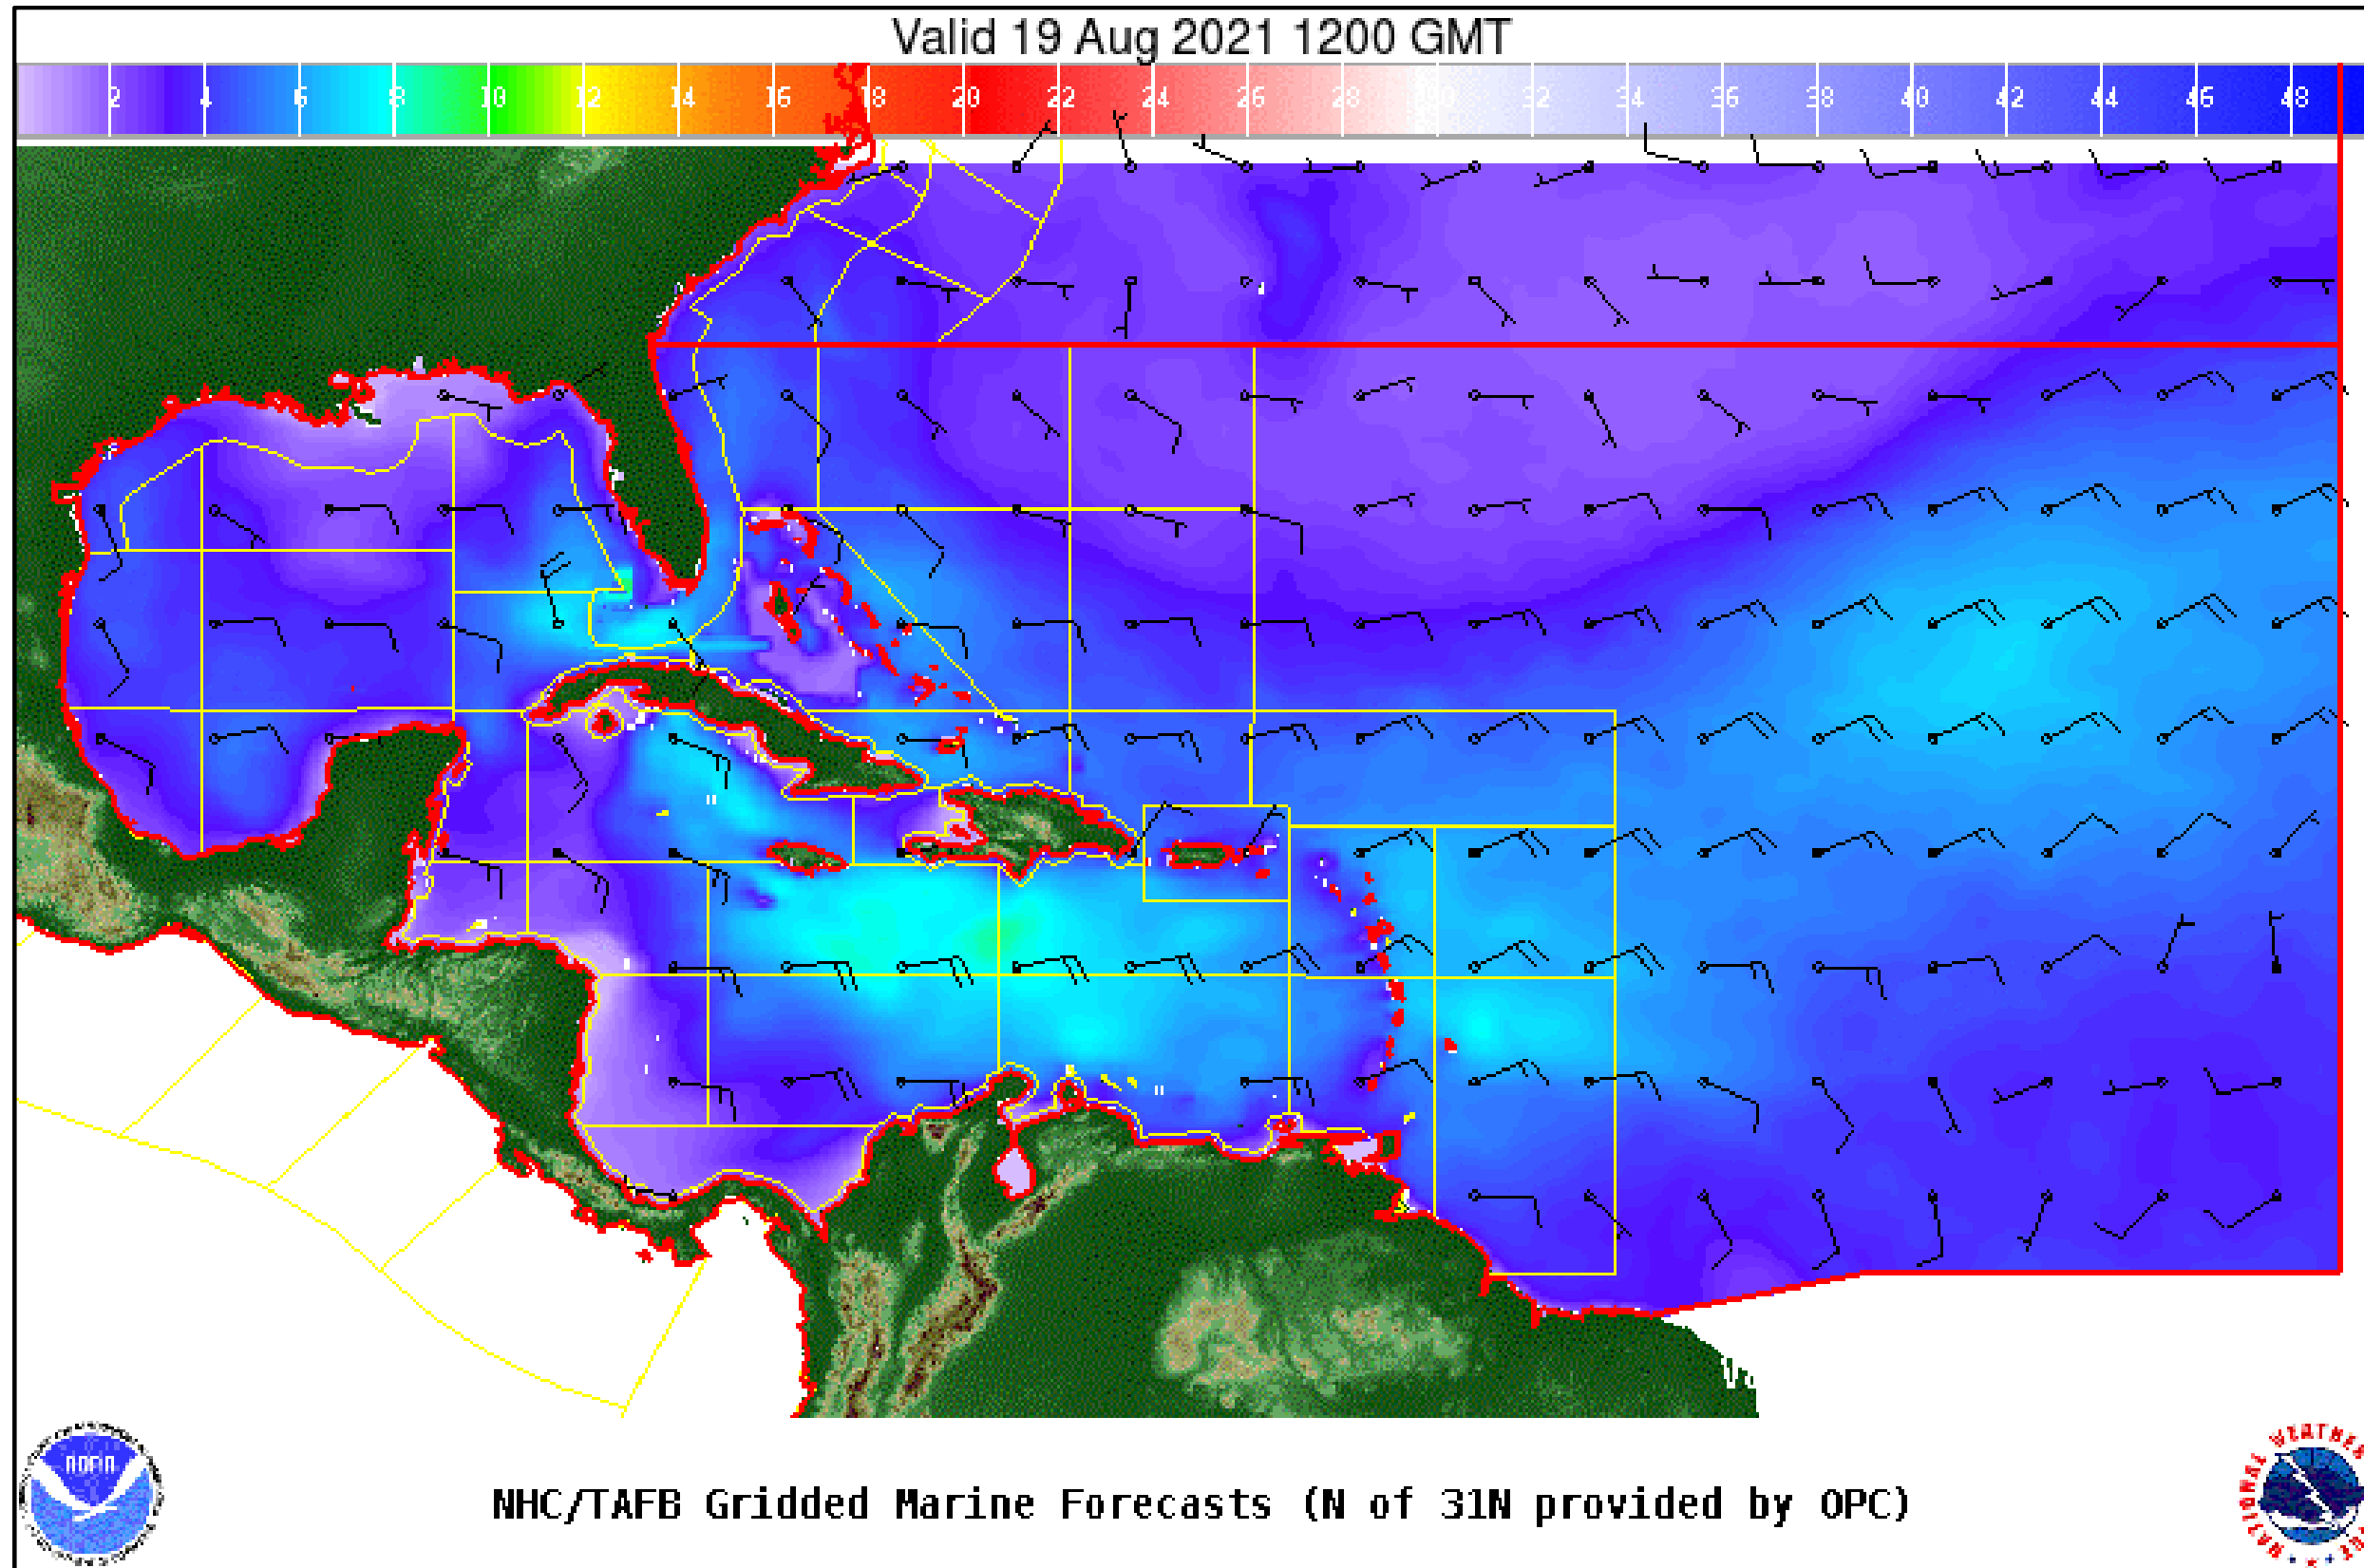 Valid 19 Aug 2021 1200 GMT
2 4 6 8 10 12 14 16 18 20 22 24 26 28 30 32 34 36 38 40 42 44 46 48
NHC/TAFB Gridded Marine Forecasts (N of 31N provided by OPC)